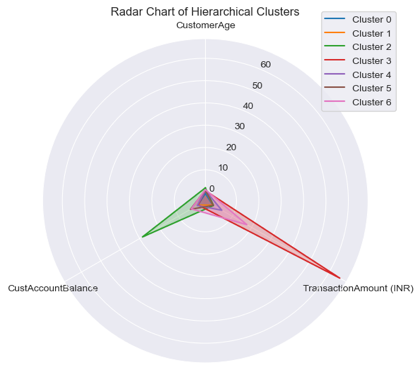 Radar Chart of Hierarchical Clusters
CustomerAge
Cluster 0
Cluster 1
Cluster 2
Cluster 3
Cluster 4
Cluster 5
Cluster 6
60
50
40
30
20
10
0
CustAccountBalance
TransactionAmount (INR)